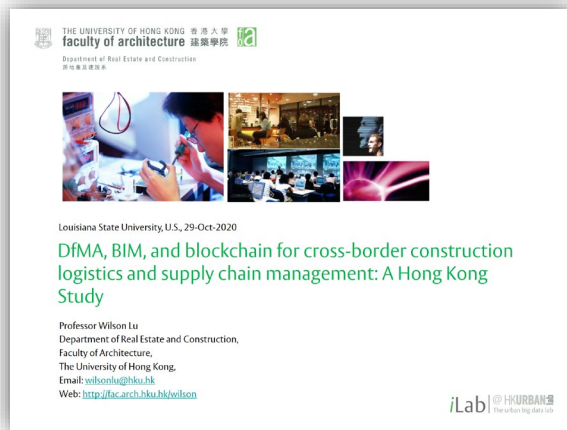 THE UNIVERSITY OF HONG KONG 香港大學
faculty of architecture 建築學院
Department of Real Estate and Construction
房地產及建設系
Louisiana State University, U.S., 29-Oct-2020
DfMA, BIM, and blockchain for cross-border construction
logistics and supply chain management: A Hong Kong
Study
Professor Wilson Lu
Department of Real Estate and Construction,
Faculty of Architecture,
The University of Hong Kong,
Email: wilsonlu@hku.hk
Web: http://fac.arch.hku.hk/wilson
iLab @ HKURBAN
The urban big data lab